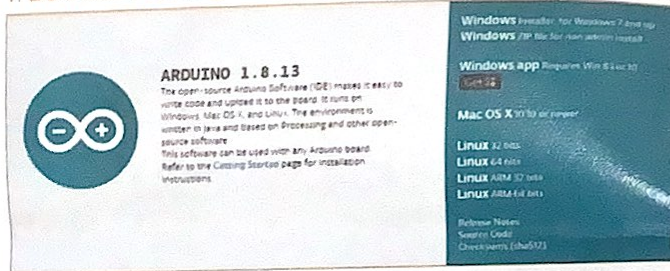 ARDUINO 1.8.13
The open-source Arduino Software (IDE) makes it easy to
write code and upload it to the board. It runs on
Windows, Mac OS X, and Linux. The environment is
written in Java and based on Processing and other open-
source software.
This software can be used with any Arduino board.
Refer to the Getting Started page for installation
instructions.
Windows Installer, for Windows 7 and up
Windows ZIP file for non admin install
Windows app Requires Win 8.1 or 10
Get
Mac OS X 10.10 or newer
Linux 32 bits
Linux 64 bits
Linux ARM 32 bits
Linux ARM 64 bits
Release Notes
Source Code
Checksums (sha512)